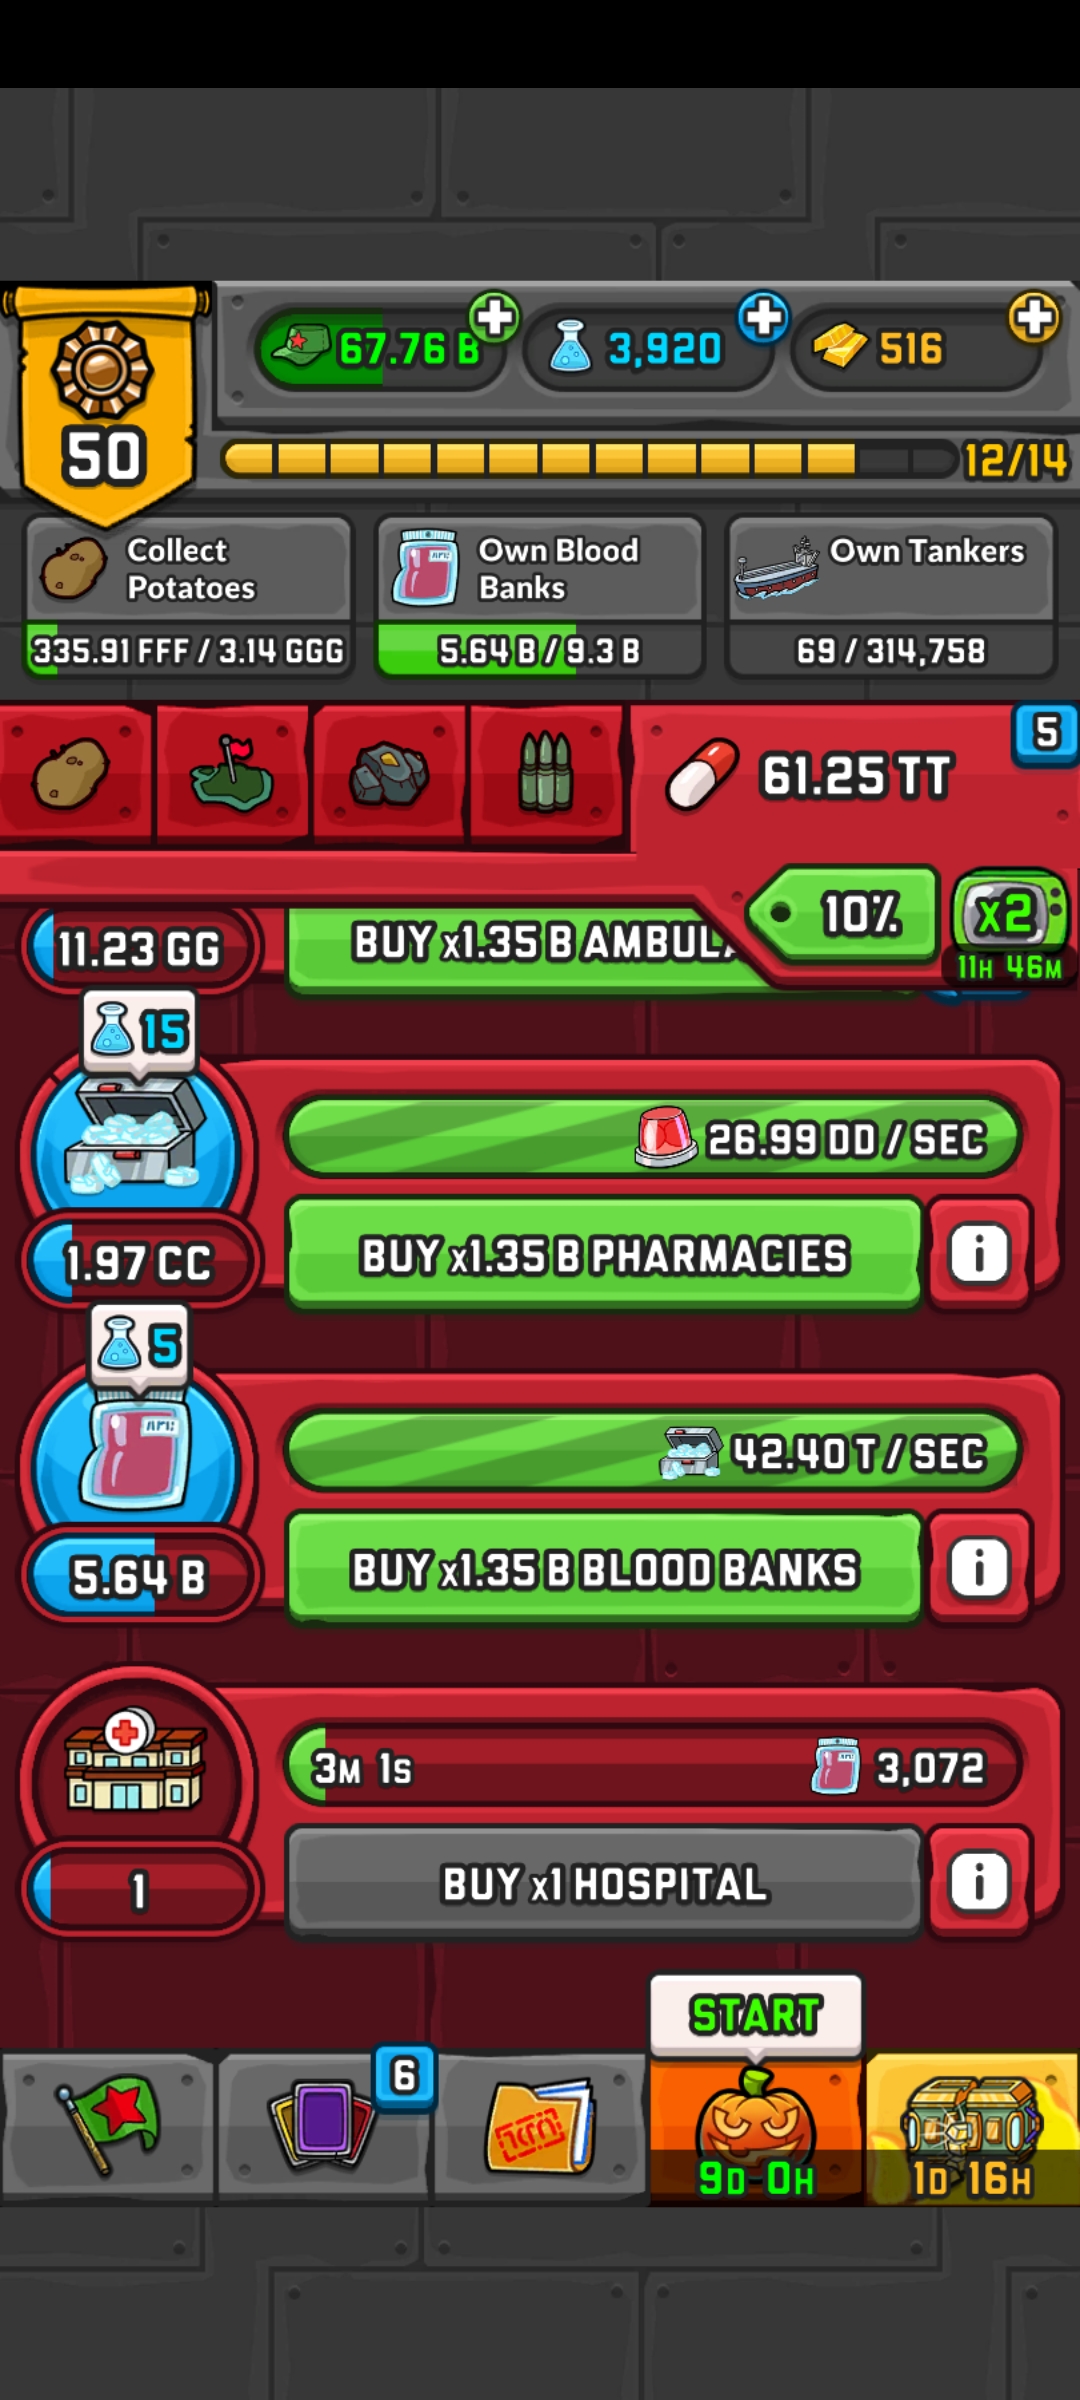 50
67.76 B
3,920
516
12/14
Collect Potatoes
335.91 FFF / 3.14 GGG
Own Blood Banks
5.64 B / 9.3 B
Own Tankers
69 / 314,758
61.25 TT
5
10%
x2
11H 46M
11.23 GG
BUY x1.35 B AMBUL
15
26.99 DD / SEC
1.97 CC
BUY x1.35 B PHARMACIES
5
42.40 T / SEC
5.64 B
BUY x1.35 B BLOOD BANKS
3M 1S
3,072
1
BUY x1 HOSPITAL
START
6
9D 0H
1D 16H